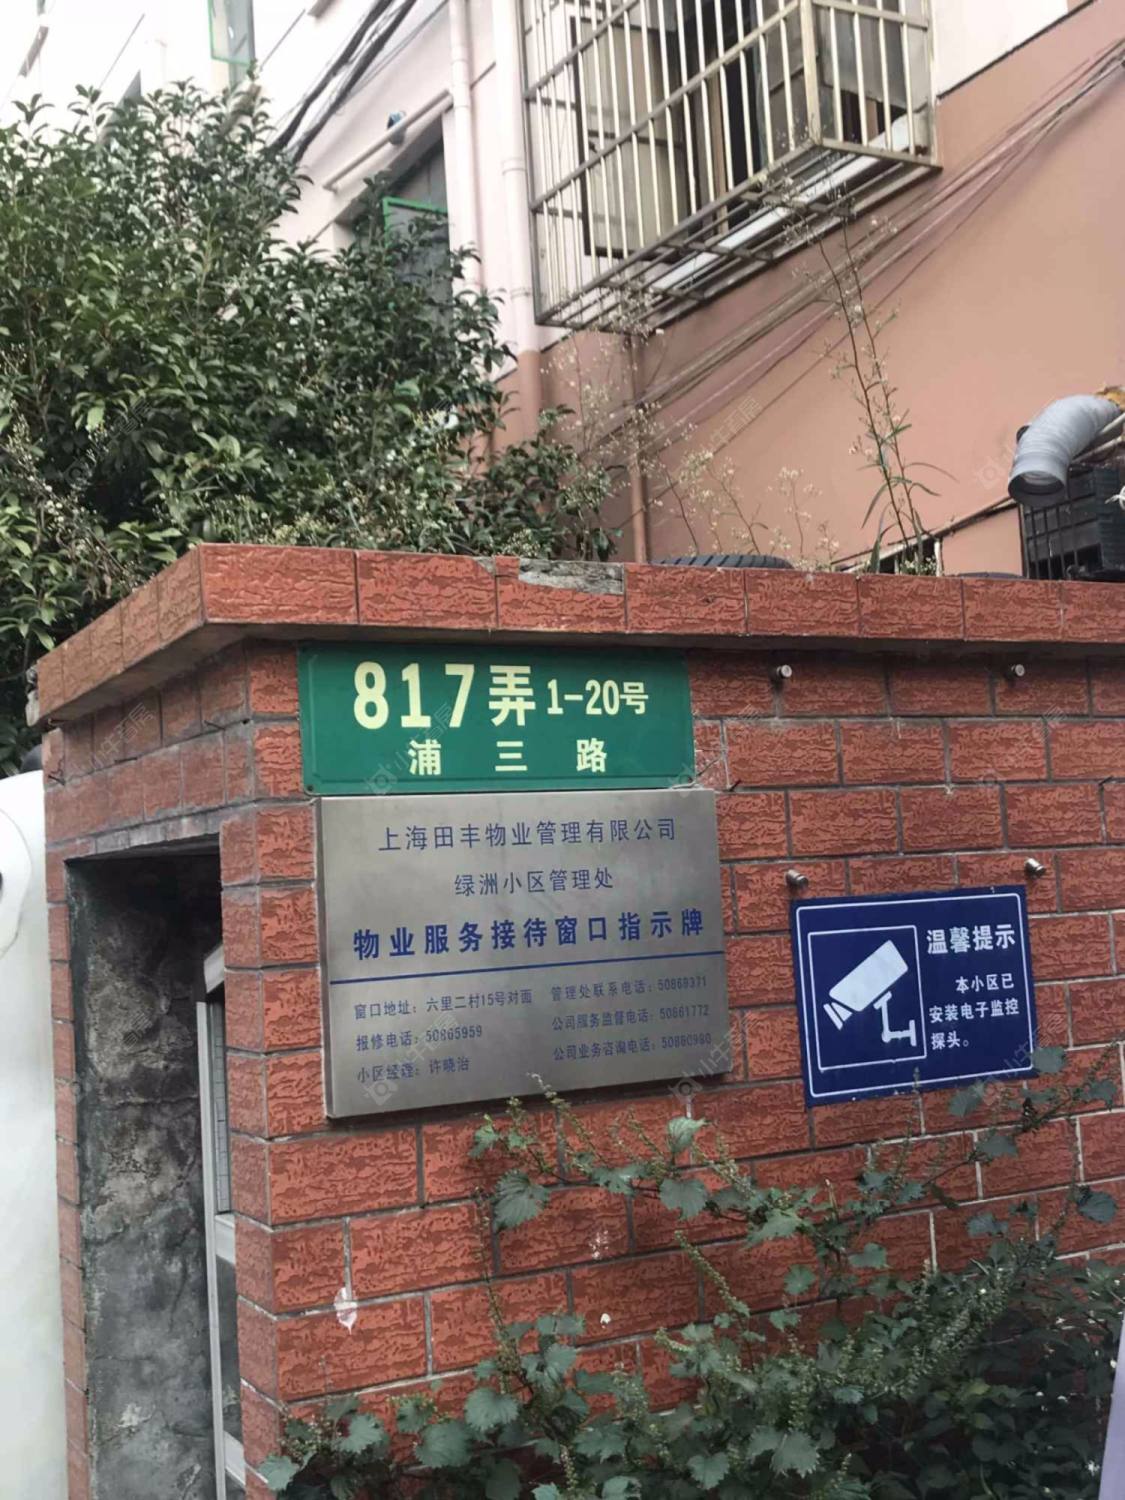 817弄1-20号
浦三路
上海田丰物业管理有限公司
绿洲小区管理处
物业服务接待窗口指示牌
窗口地址：六里二村15号对面
报修电话：50865959
小区经理：许晓治
管理处联系电话：50869371
公司服务监督电话：50861772
公司业务咨询电话：50880980
温馨提示
本小区已
安装电子监控
探头。